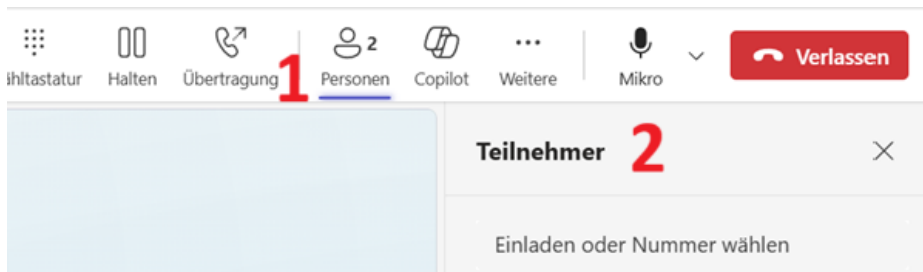 2
ähltastatur Halten Übertragung 1 Personen Copilot Weitere Mikro Verlassen
Teilnehmer 2
Einladen oder Nummer wählen